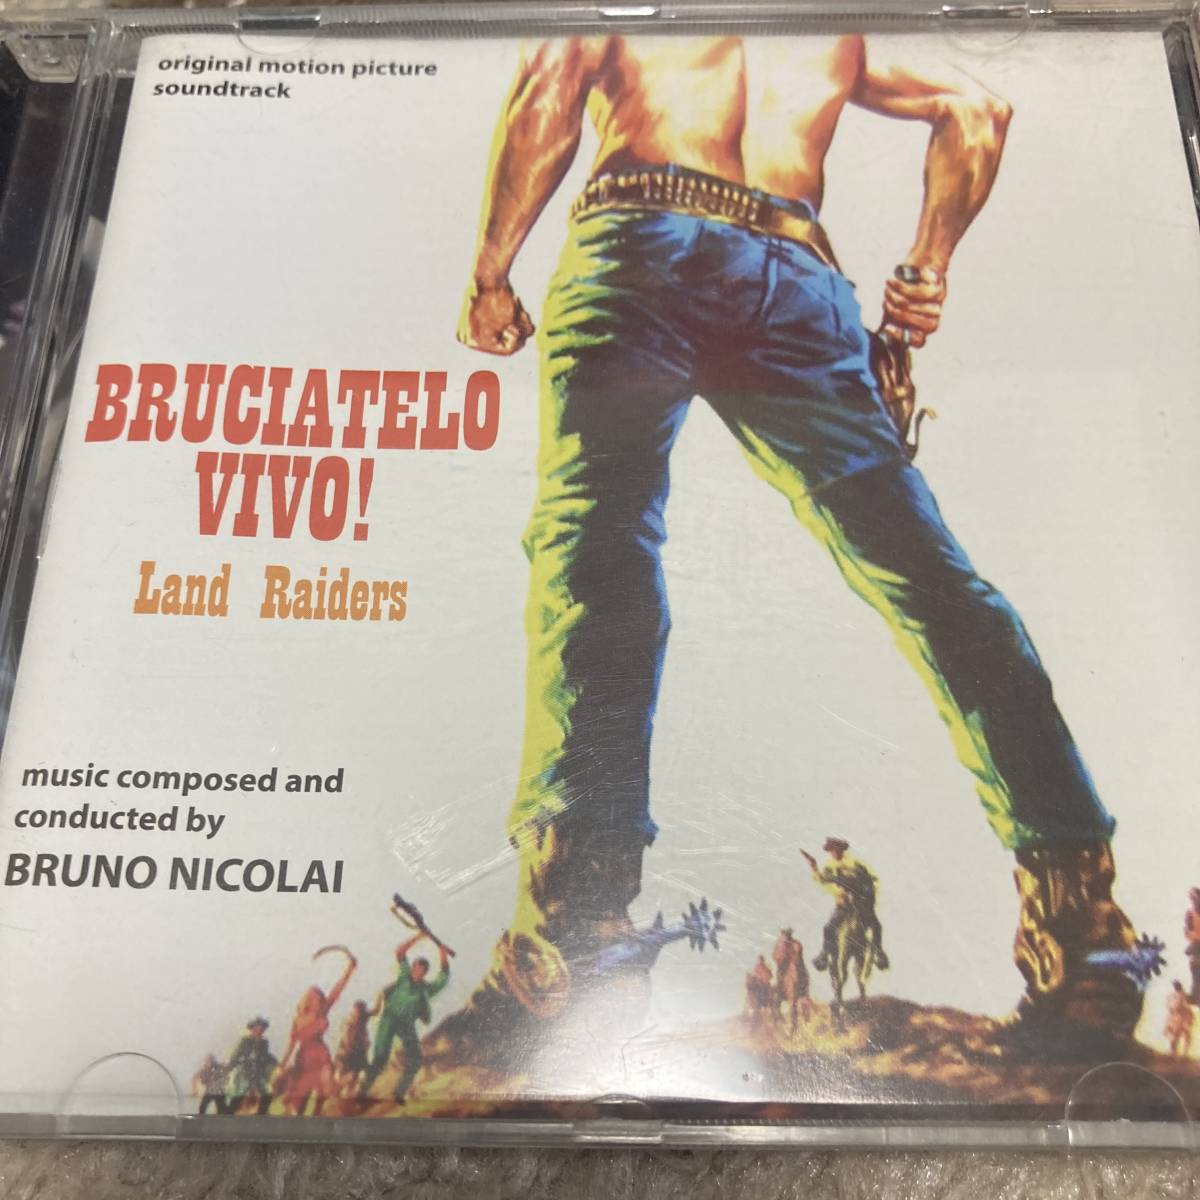 original motion picture
soundtrack
BRUCIATELO
VIVO!
Land Raiders
music composed and
conducted by
BRUNO NICOLAI